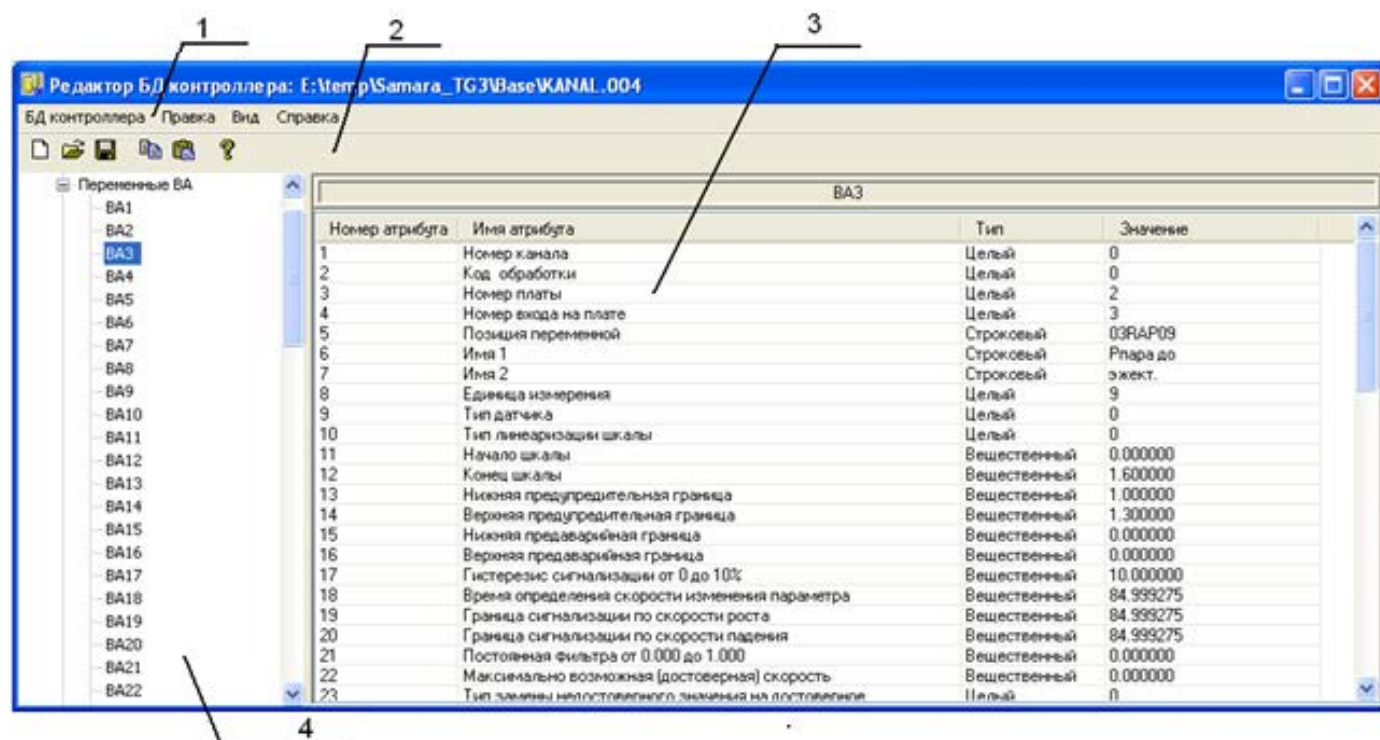 1
2
3
Редактор БД контроллера: E:\temp\Samara_TG3\Base\KANAL.004
БД контроллера Правка Вид Справка
Переменные ВА
ВА1
ВА2
ВА3
ВА4
ВА5
ВА6
ВА7
ВА8
ВА9
ВА10
ВА11
ВА12
ВА13
ВА14
ВА15
ВА16
ВА17
ВА18
ВА19
ВА20
ВА21
ВА22
ВА3
Номер атрибута Имя атрибута Тип Значение
1 Номер канала Целый 0
2 Код обработки Целый 0
3 Номер платы Целый 2
4 Номер входа на плате Целый 3
5 Позиция переменной Строковый 03RAP09
6 Имя 1 Строковый Рпара до
7 Имя 2 Строковый эжект.
8 Единица измерения Целый 9
9 Тип датчика Целый 0
10 Тип линеаризации шкалы Целый 0
11 Начало шкалы Вещественный 0.000000
12 Конец шкалы Вещественный 1.600000
13 Нижняя предупредительная граница Вещественный 1.000000
14 Верхняя предупредительная граница Вещественный 1.300000
15 Нижняя предаварийная граница Вещественный 0.000000
16 Верхняя предаварийная граница Вещественный 0.000000
17 Гистерезис сигнализации от 0 до 10% Вещественный 10.000000
18 Время определения скорости изменения параметра Вещественный 84.999275
19 Граница сигнализации по скорости роста Вещественный 84.999275
20 Граница сигнализации по скорости падения Вещественный 84.999275
21 Постоянная фильтра от 0.000 до 1.000 Вещественный 0.000000
22 Максимально возможная (достоверная) скорость Вещественный 0.000000
23 Тип замены недостоверного значения на достоверное Целый 0
4